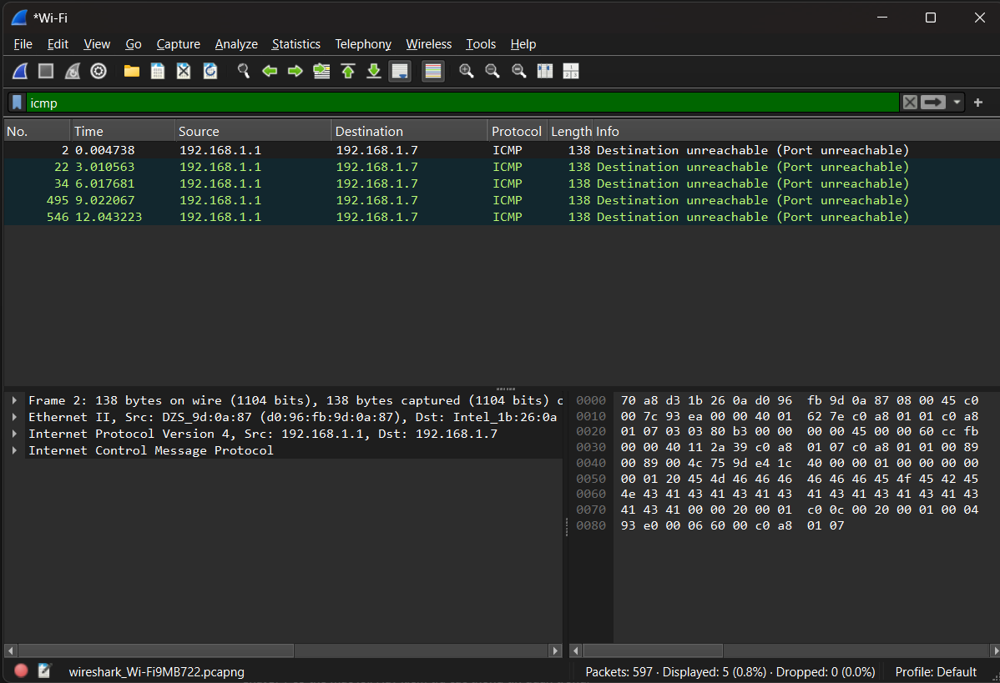 *Wi-Fi
File Edit View Go Capture Analyze Statistics Telephony Wireless Tools Help
icmp
No. Time Source Destination Protocol Length Info
2 0.004738 192.168.1.1 192.168.1.7 ICMP 138 Destination unreachable (Port unreachable)
22 3.010563 192.168.1.1 192.168.1.7 ICMP 138 Destination unreachable (Port unreachable)
34 6.017681 192.168.1.1 192.168.1.7 ICMP 138 Destination unreachable (Port unreachable)
495 9.022067 192.168.1.1 192.168.1.7 ICMP 138 Destination unreachable (Port unreachable)
546 12.043223 192.168.1.1 192.168.1.7 ICMP 138 Destination unreachable (Port unreachable)
Frame 2: 138 bytes on wire (1104 bits), 138 bytes captured (1104 bits) c
Ethernet II, Src: DZS_9d:0a:87 (d0:96:fb:9d:0a:87), Dst: Intel_1b:26:0a
Internet Protocol Version 4, Src: 192.168.1.1, Dst: 192.168.1.7
Internet Control Message Protocol
0000 70 a8 d3 1b 26 0a d0 96 fb 9d 0a 87 08 00 45 c0
0010 00 7c 93 ea 00 00 40 01 62 7e c0 a8 01 01 c0 a8
0020 01 07 03 03 80 b3 00 00 00 00 45 00 00 60 cc fb
0030 00 00 40 11 2a 39 c0 a8 01 07 c0 a8 01 01 00 89
0040 00 89 00 4c 75 9d e4 1c 40 00 00 01 00 00 00 00
0050 00 01 20 45 4d 46 46 46 46 46 46 45 4f 45 42 45
0060 4e 43 41 43 41 43 41 43 41 43 41 43 41 43 41 43
0070 41 43 41 00 00 20 00 01 c0 0c 00 20 00 01 00 04
0080 93 e0 00 06 60 00 c0 a8 01 07
wireshark_Wi-Fi9MB722.pcapng
Packets: 597 · Displayed: 5 (0.8%) · Dropped: 0 (0.0%)
Profile: Default